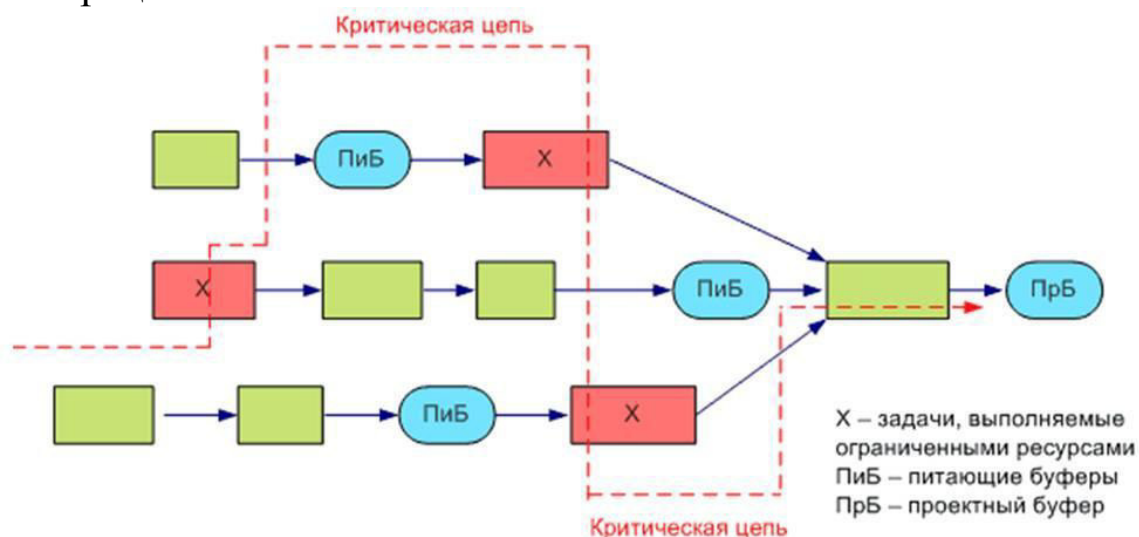 Критическая цепь
ПиБ
X
X
ПиБ
ПрБ
ПиБ
X
X – задачи, выполняемые
ограниченными ресурсами
ПиБ – питающие буферы
ПрБ – проектный буфер
Критическая цепь